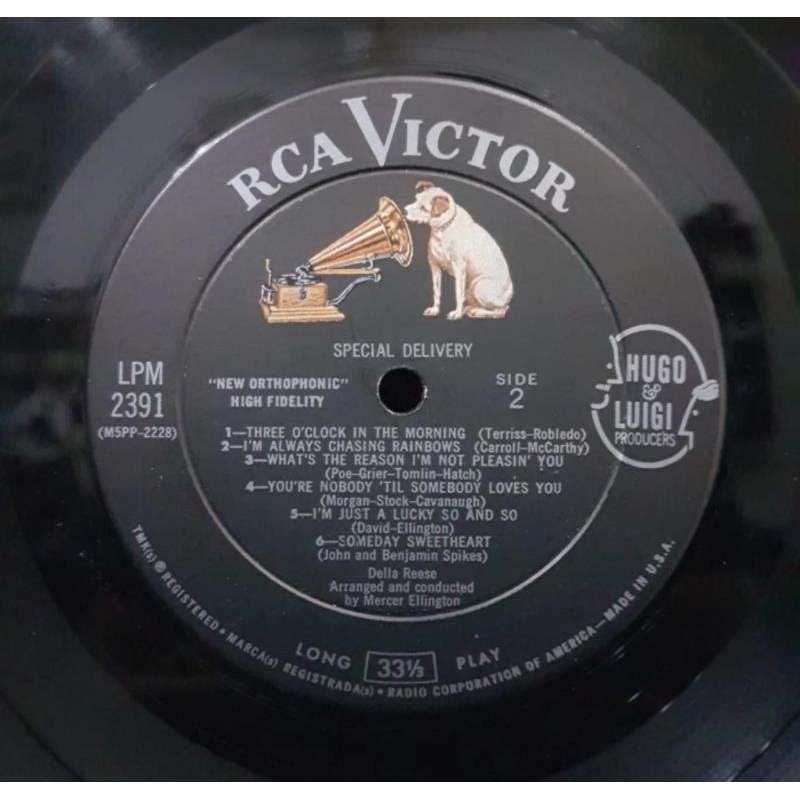 RCA VICTOR
SPECIAL DELIVERY
LPM
2391
(M5PP-2228)
"NEW ORTHOPHONIC"
HIGH FIDELITY
SIDE
2
HUGO
&
LUIGI
PRODUCERS
1—THREE O'CLOCK IN THE MORNING (Terriss-Robledo)
2—I'M ALWAYS CHASING RAINBOWS (Carroll-McCarthy)
3—WHAT'S THE REASON I'M NOT PLEASIN' YOU
(Poe-Grier-Tomlin-Hatch)
4—YOU'RE NOBODY 'TIL SOMEBODY LOVES YOU
(Morgan-Stock-Cavanaugh)
5—I'M JUST A LUCKY SO AND SO
(David-Ellington)
6—SOMEDAY SWEETHEART
(John and Benjamin Spikes)
Della Reese
Arranged and conducted
by Mercer Ellington
LONG 33⅓ PLAY
TMK(s) ® REGISTERED • MARCA(s) REGISTRADA(s) • RADIO CORPORATION OF AMERICA—MADE IN U.S.A.